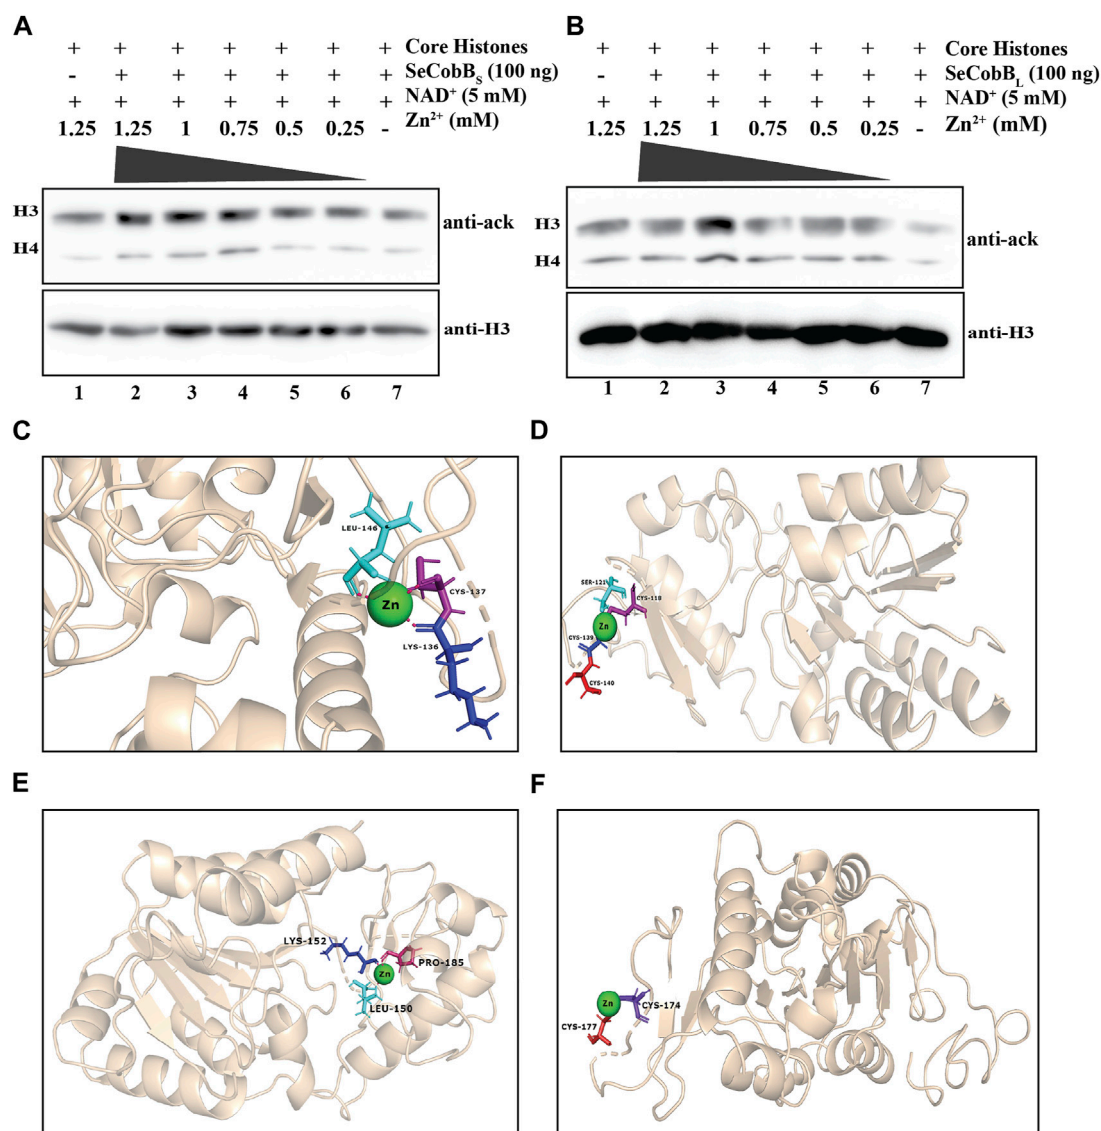 A
+ + + + + + + Core Histones
- + + + + + + SeCobBS (100 ng)
+ + + + + + + NAD+ (5 mM)
1.25 1.25 1 0.75 0.5 0.25 - Zn2+ (mM)
H3
anti-ack
H4
anti-H3
1 2 3 4 5 6 7
B
+ + + + + + + Core Histones
- + + + + + + SeCobBL (100 ng)
+ + + + + + + NAD+ (5 mM)
1.25 1.25 1 0.75 0.5 0.25 - Zn2+ (mM)
H3
anti-ack
H4
anti-H3
1 2 3 4 5 6 7
C
LEU-146
CYS-137
Zn
LYS-136
D
SER-121
CYS-118
Zn
CYS-139
CYS-140
E
LYS-152
PRO-185
Zn
LEU-150
F
Zn
CYS-174
CYS-177